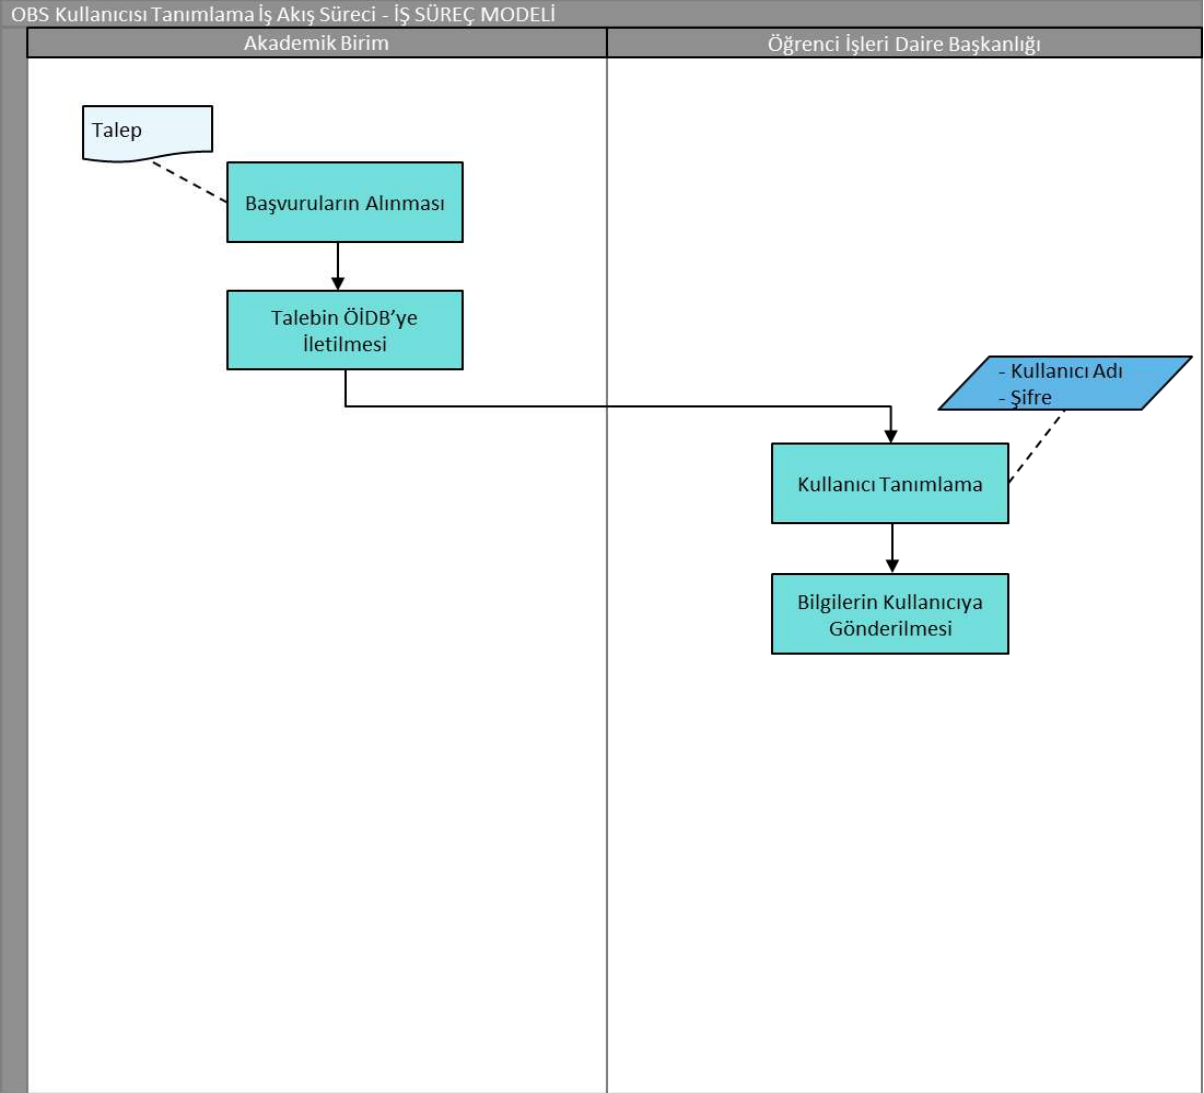 OBS Kullanıcısı Tanımlama İş Akış Süreci - İŞ SÜREÇ MODELİ
Akademik Birim
Öğrenci İşleri Daire Başkanlığı
Talep
Başvuruların Alınması
Talebin ÖİDB’ye
İletilmesi
- Kullanıcı Adı
- Şifre
Kullanıcı Tanımlama
Bilgilerin Kullanıcıya
Gönderilmesi